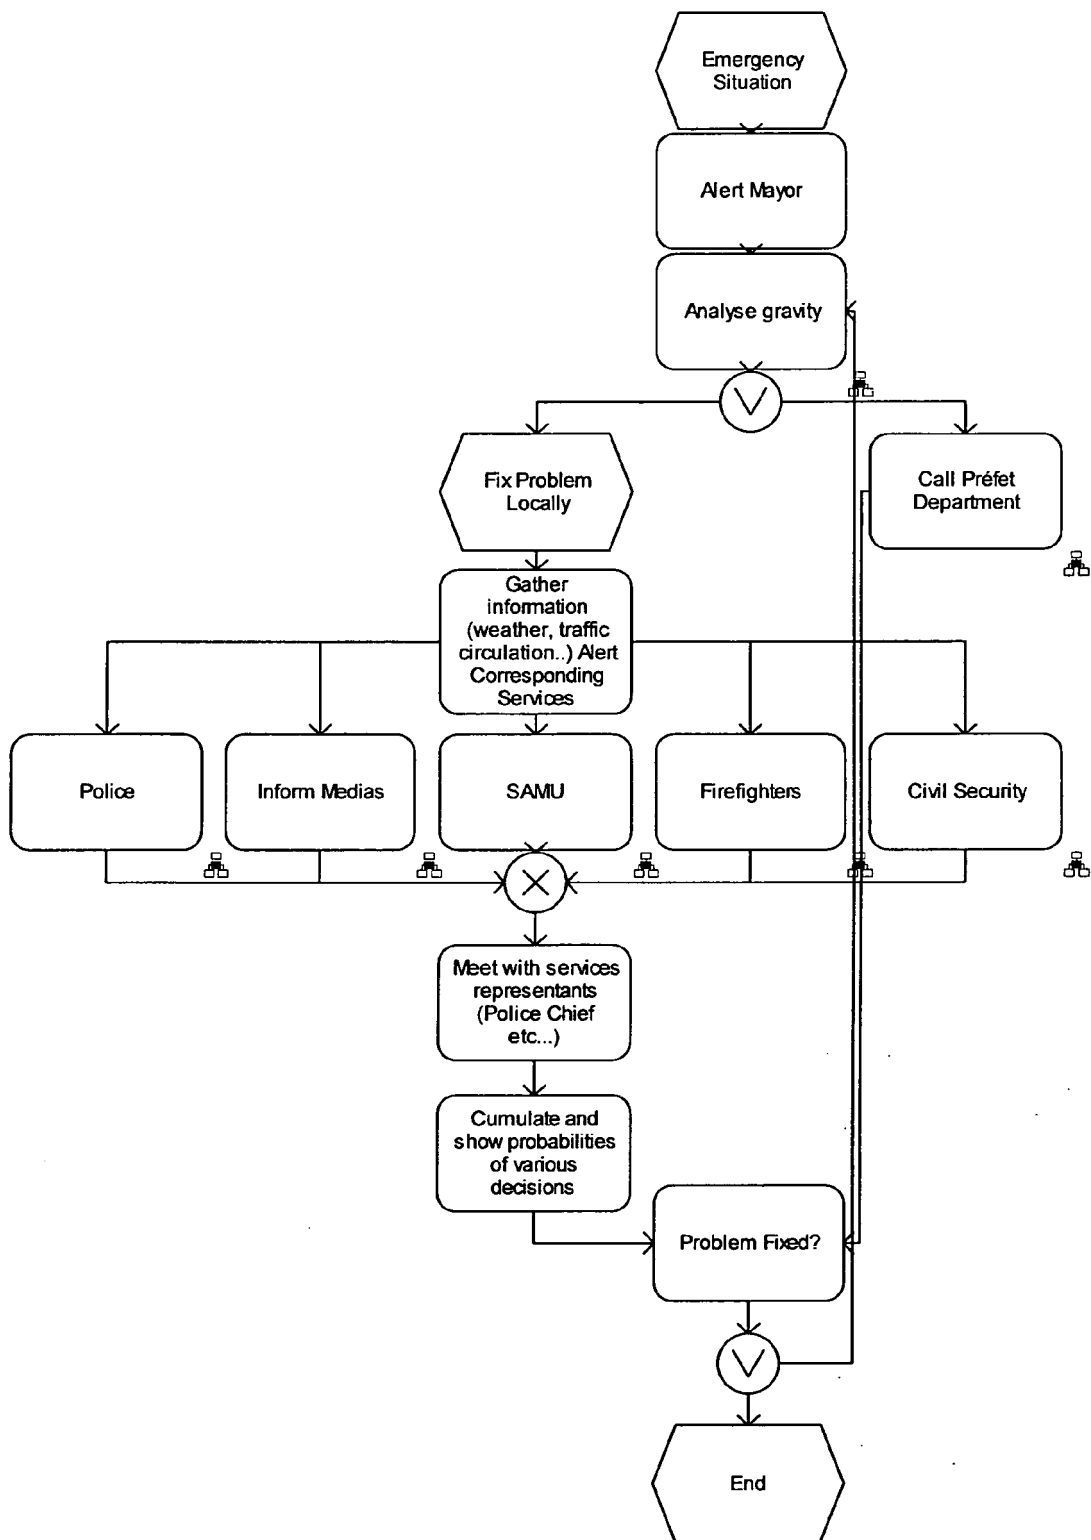 Emergency
Situation
Alert Mayor
Analyse gravity
Fix Problem
Locally
Call Préfet
Department
Gather
information
(weather, traffic
circulation..) Alert
Corresponding
Services
Police
Inform Medias
SAMU
Firefighters
Civil Security
Meet with services
representants
(Police Chief
etc...)
Cumulate and
show probabilities
of various
decisions
Problem Fixed?
End